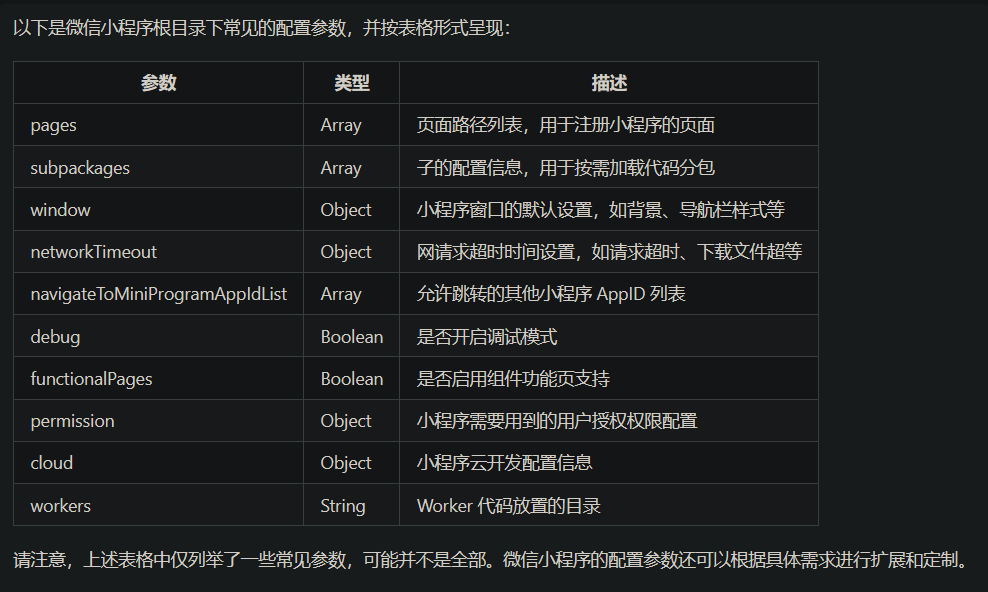 以下是微信小程序根目录下常见的配置参数，并按表格形式呈现：
参数 类型 描述
pages Array 页面路径列表，用于注册小程序的页面
subpackages Array 子的配置信息，用于按需加载代码分包
window Object 小程序窗口的默认设置，如背景、导航栏样式等
networkTimeout Object 网请求超时时间设置，如请求超时、下载文件超等
navigateToMiniProgramAppIdList Array 允许跳转的其他小程序 AppID 列表
debug Boolean 是否开启调试模式
functionalPages Boolean 是否启用组件功能页支持
permission Object 小程序需要用到的用户授权权限配置
cloud Object 小程序云开发配置信息
workers String Worker 代码放置的目录
请注意，上述表格中仅列举了一些常见参数，可能并不是全部。微信小程序的配置参数还可以根据具体需求进行扩展和定制。